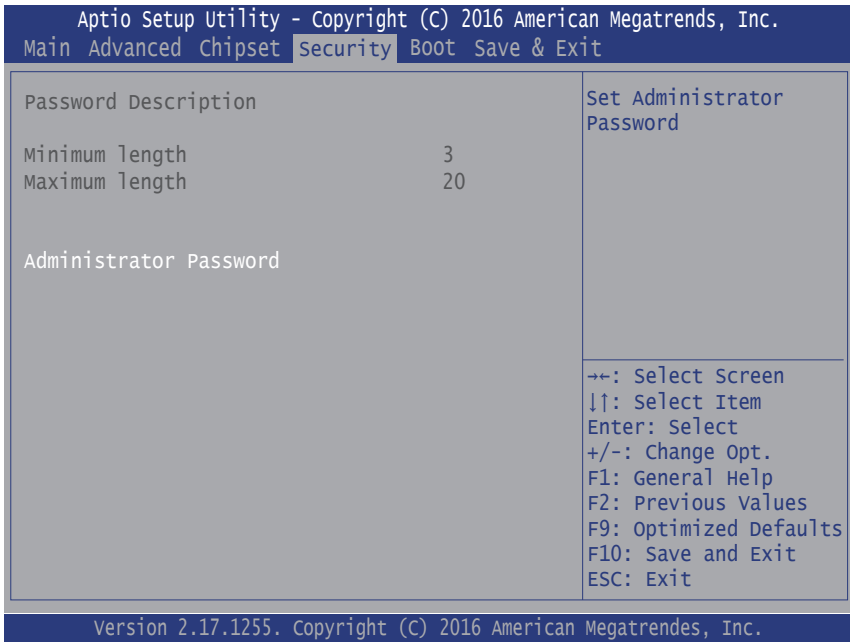 Aptio Setup Utility - Copyright (C) 2016 American Megatrends, Inc.
Main Advanced Chipset Security Boot Save & Exit
Password Description
Minimum length 3
Maximum length 20
Administrator Password
Set Administrator
Password
→←: Select Screen
↓↑: Select Item
Enter: Select
+/-: Change Opt.
F1: General Help
F2: Previous Values
F9: Optimized Defaults
F10: Save and Exit
ESC: Exit
Version 2.17.1255. Copyright (C) 2016 American Megatrendes, Inc.